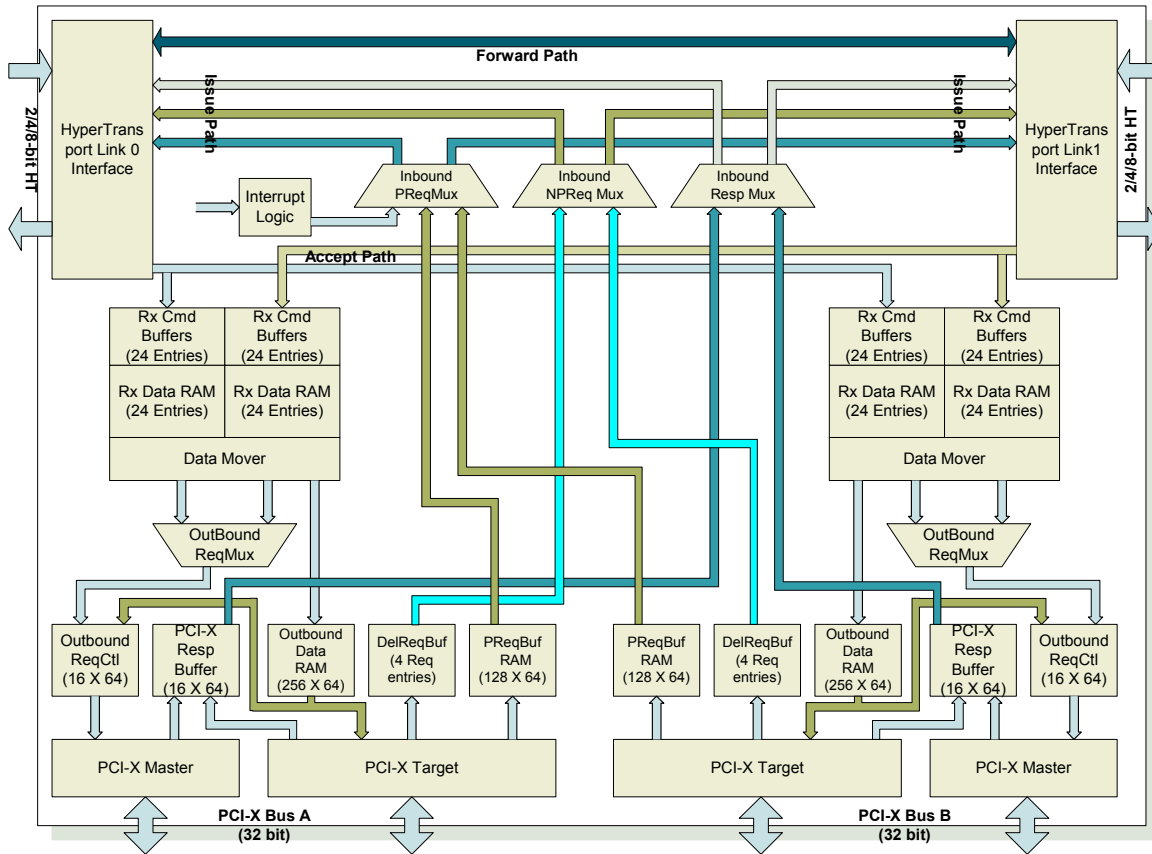 Forward Path
Issue Path
Issue Path
2/4/8-bit HT
HyperTrans
port Link 0
Interface
HyperTrans
port Link1
Interface
2/4/8-bit HT
Interrupt
Logic
Inbound
PReqMux
Inbound
NPReq Mux
Inbound
Resp Mux
Accept Path
Rx Cmd
Buffers
(24 Entries)
Rx Cmd
Buffers
(24 Entries)
Rx Data RAM
(24 Entries)
Rx Data RAM
(24 Entries)
Data Mover
Rx Cmd
Buffers
(24 Entries)
Rx Cmd
Buffers
(24 Entries)
Rx Data RAM
(24 Entries)
Rx Data RAM
(24 Entries)
Data Mover
OutBound
ReqMux
OutBound
ReqMux
Outbound
ReqCtl
(16 X 64)
PCI-X
Resp
Buffer
(16 X 64)
Outbound
Data
RAM
(256 X 64)
DelReqBuf
(4 Req
entries)
PReqBuf
RAM
(128 X 64)
PReqBuf
RAM
(128 X 64)
DelReqBuf
(4 Req
entries)
Outbound
Data
RAM
(256 X 64)
PCI-X
Resp
Buffer
(16 X 64)
Outbound
ReqCtl
(16 X 64)
PCI-X Master
PCI-X Target
PCI-X Target
PCI-X Master
PCI-X Bus A
(32 bit)
PCI-X Bus B
(32 bit)